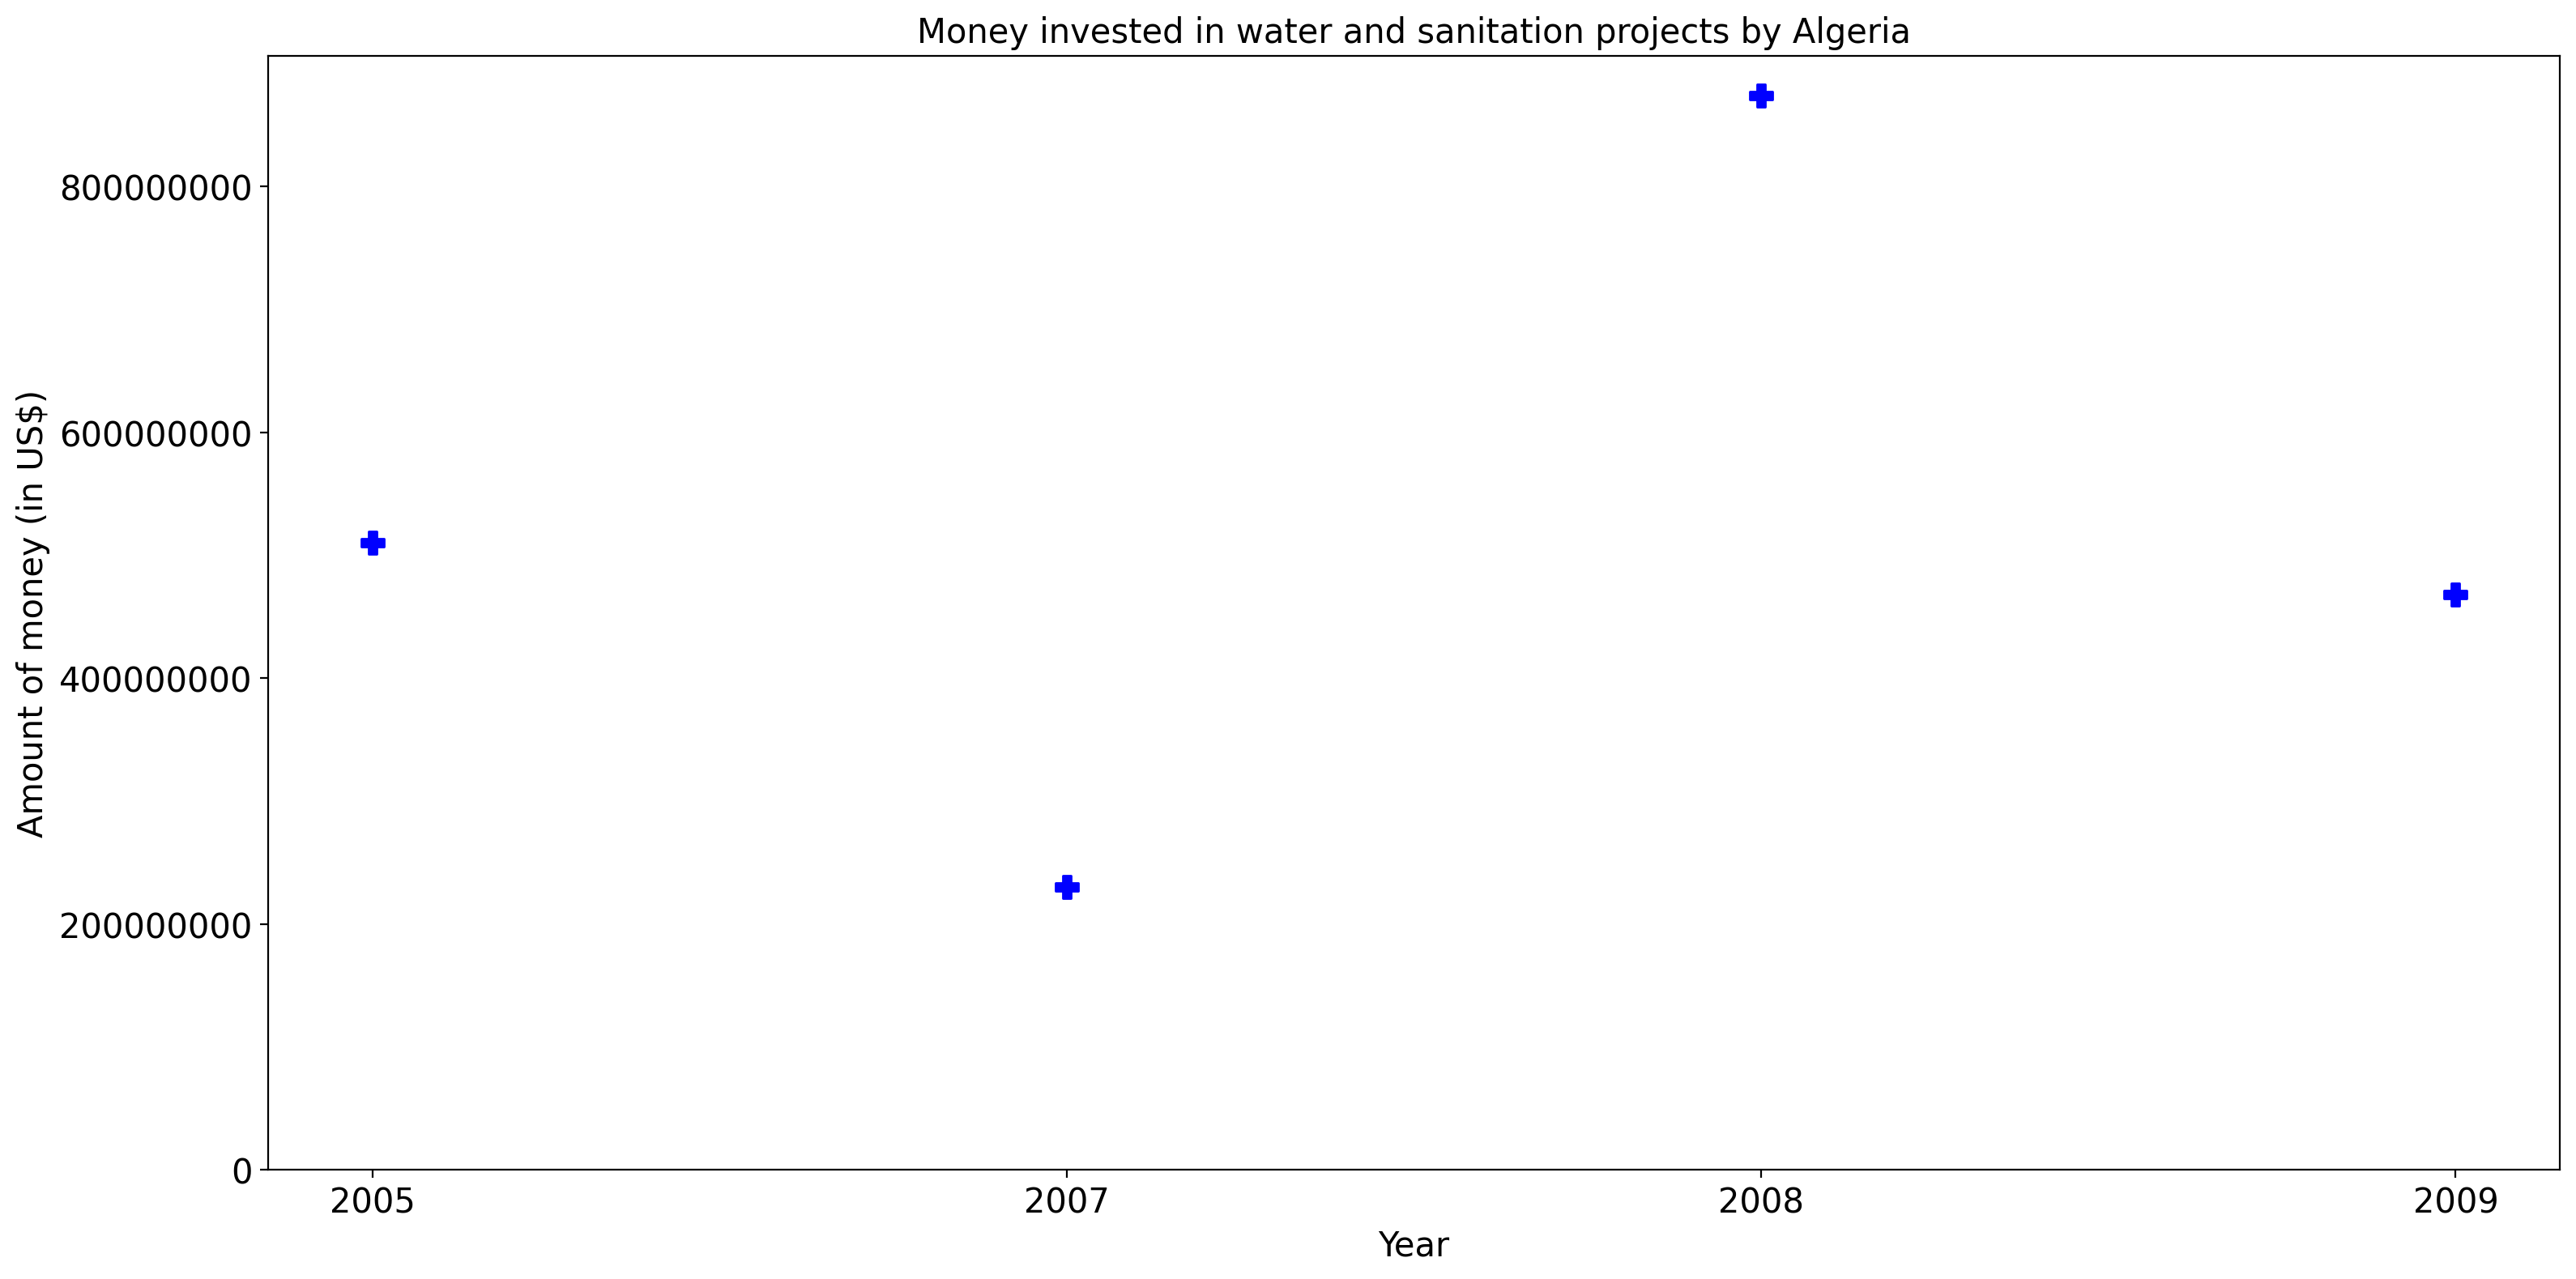 Money invested in water and sanitation projects by Algeria
Amount of money (in US$)
800000000
600000000
400000000
200000000
0
2005 2007 2008 2009
Year